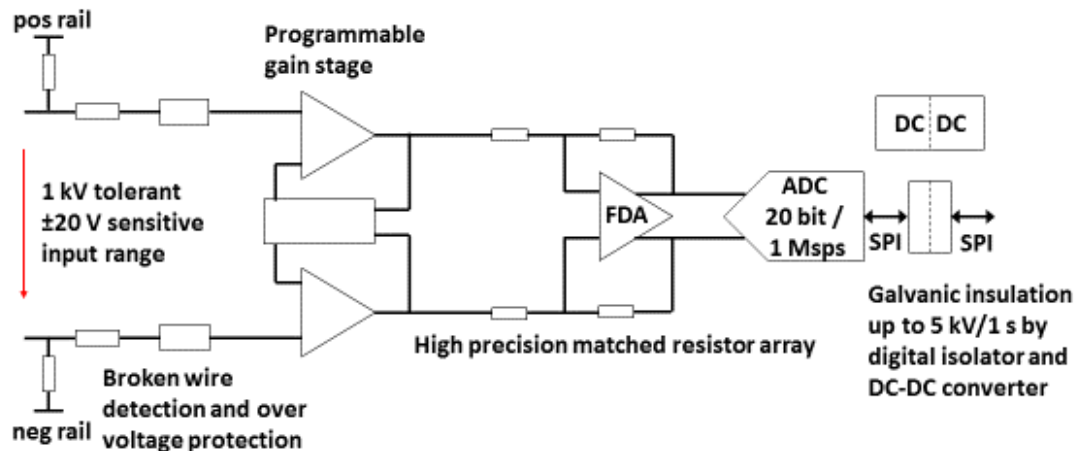 pos rail
Programmable
gain stage
1 kV tolerant
±20 V sensitive
input range
FDA
ADC
20 bit /
1 Msps
DC DC
SPI
SPI
High precision matched resistor array
Galvanic insulation
up to 5 kV/1 s by
digital isolator and
DC-DC converter
Broken wire
detection and over
voltage protection
neg rail